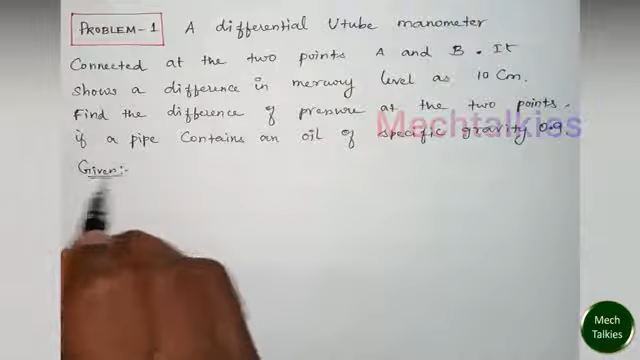 PROBLEM-1 A differential Utube manometer
Connected at the two points A and B. It
shows a difference in mercury level as 10 Cm.
Find the difference of pressure at the two points.
if a pipe Contains an oil of specific gravity 0.9.
Mechtalkies
Given:-
Mech
Talkies